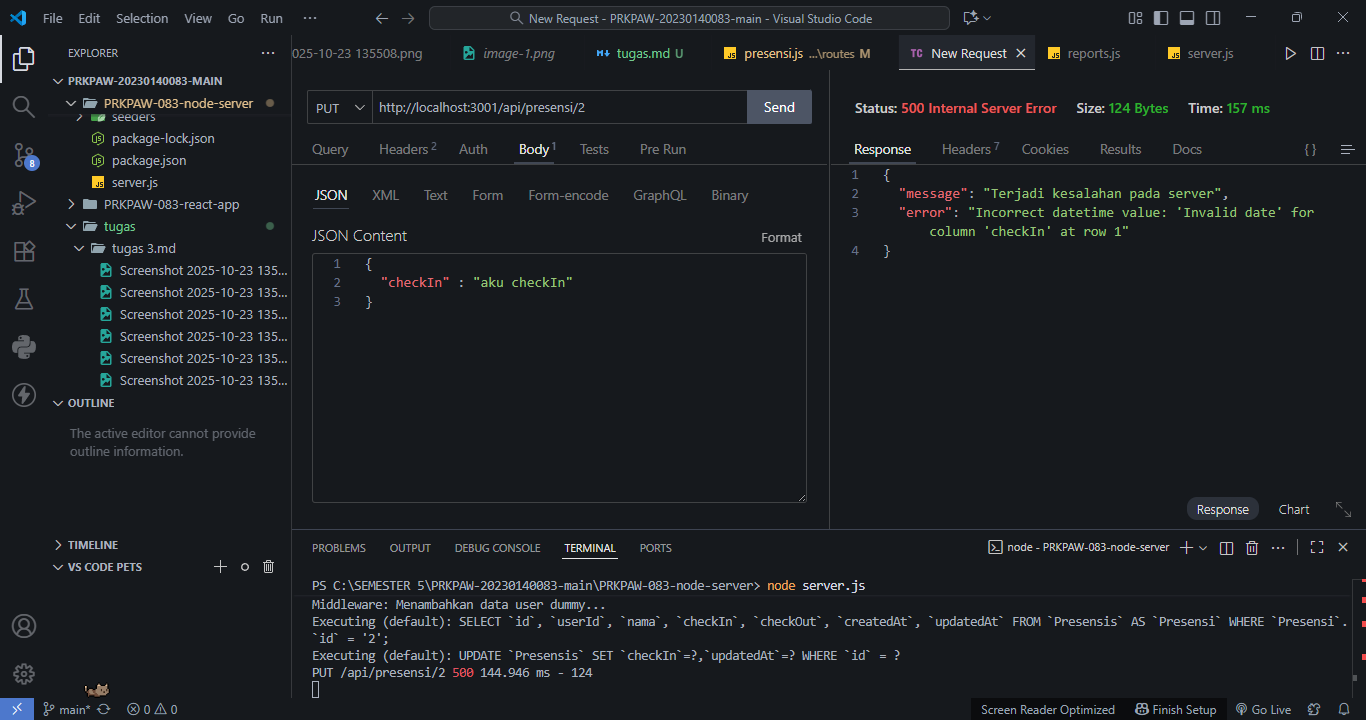 File Edit Selection View Go Run ··· New Request - PRKPAW-20230140083-main - Visual Studio Code
EXPLORER ···
025-10-23 135508.png image-1.png tugas.md U presensi.js ...\routes M TC New Request reports.js server.js ···
PRKPAW-20230140083-MAIN
PRKPAW-083-node-server
seeders
package-lock.json
package.json
server.js
PRKPAW-083-react-app
tugas
tugas 3.md
Screenshot 2025-10-23 135...
Screenshot 2025-10-23 135...
Screenshot 2025-10-23 135...
Screenshot 2025-10-23 135...
Screenshot 2025-10-23 135...
Screenshot 2025-10-23 135...
OUTLINE
The active editor cannot provide
outline information.
TIMELINE
VS CODE PETS
8
PUT http://localhost:3001/api/presensi/2 Send
Query Headers 2 Auth Body 1 Tests Pre Run
JSON XML Text Form Form-encode GraphQL Binary
JSON Content Format
1 {
2 "checkIn" : "aku checkIn"
3 }
Status: 500 Internal Server Error Size: 124 Bytes Time: 157 ms
Response Headers 7 Cookies Results Docs { }
1 {
2 "message": "Terjadi kesalahan pada server",
3 "error": "Incorrect datetime value: 'Invalid date' for
column 'checkIn' at row 1"
4 }
Response Chart
PROBLEMS OUTPUT DEBUG CONSOLE TERMINAL PORTS node - PRKPAW-083-node-server ···
PS C:\SEMESTER 5\PRKPAW-20230140083-main\PRKPAW-083-node-server> node server.js
Middleware: Menambahkan data user dummy...
Executing (default): SELECT `id`, `userId`, `nama`, `checkIn`, `checkOut`, `createdAt`, `updatedAt` FROM `Presensis` AS `Presensi` WHERE `Presensi`.
`id` = '2';
Executing (default): UPDATE `Presensis` SET `checkIn`=?,`updatedAt`=? WHERE `id` = ?
PUT /api/presensi/2 500 144.946 ms - 124
main* 0 0 Screen Reader Optimized Finish Setup Go Live